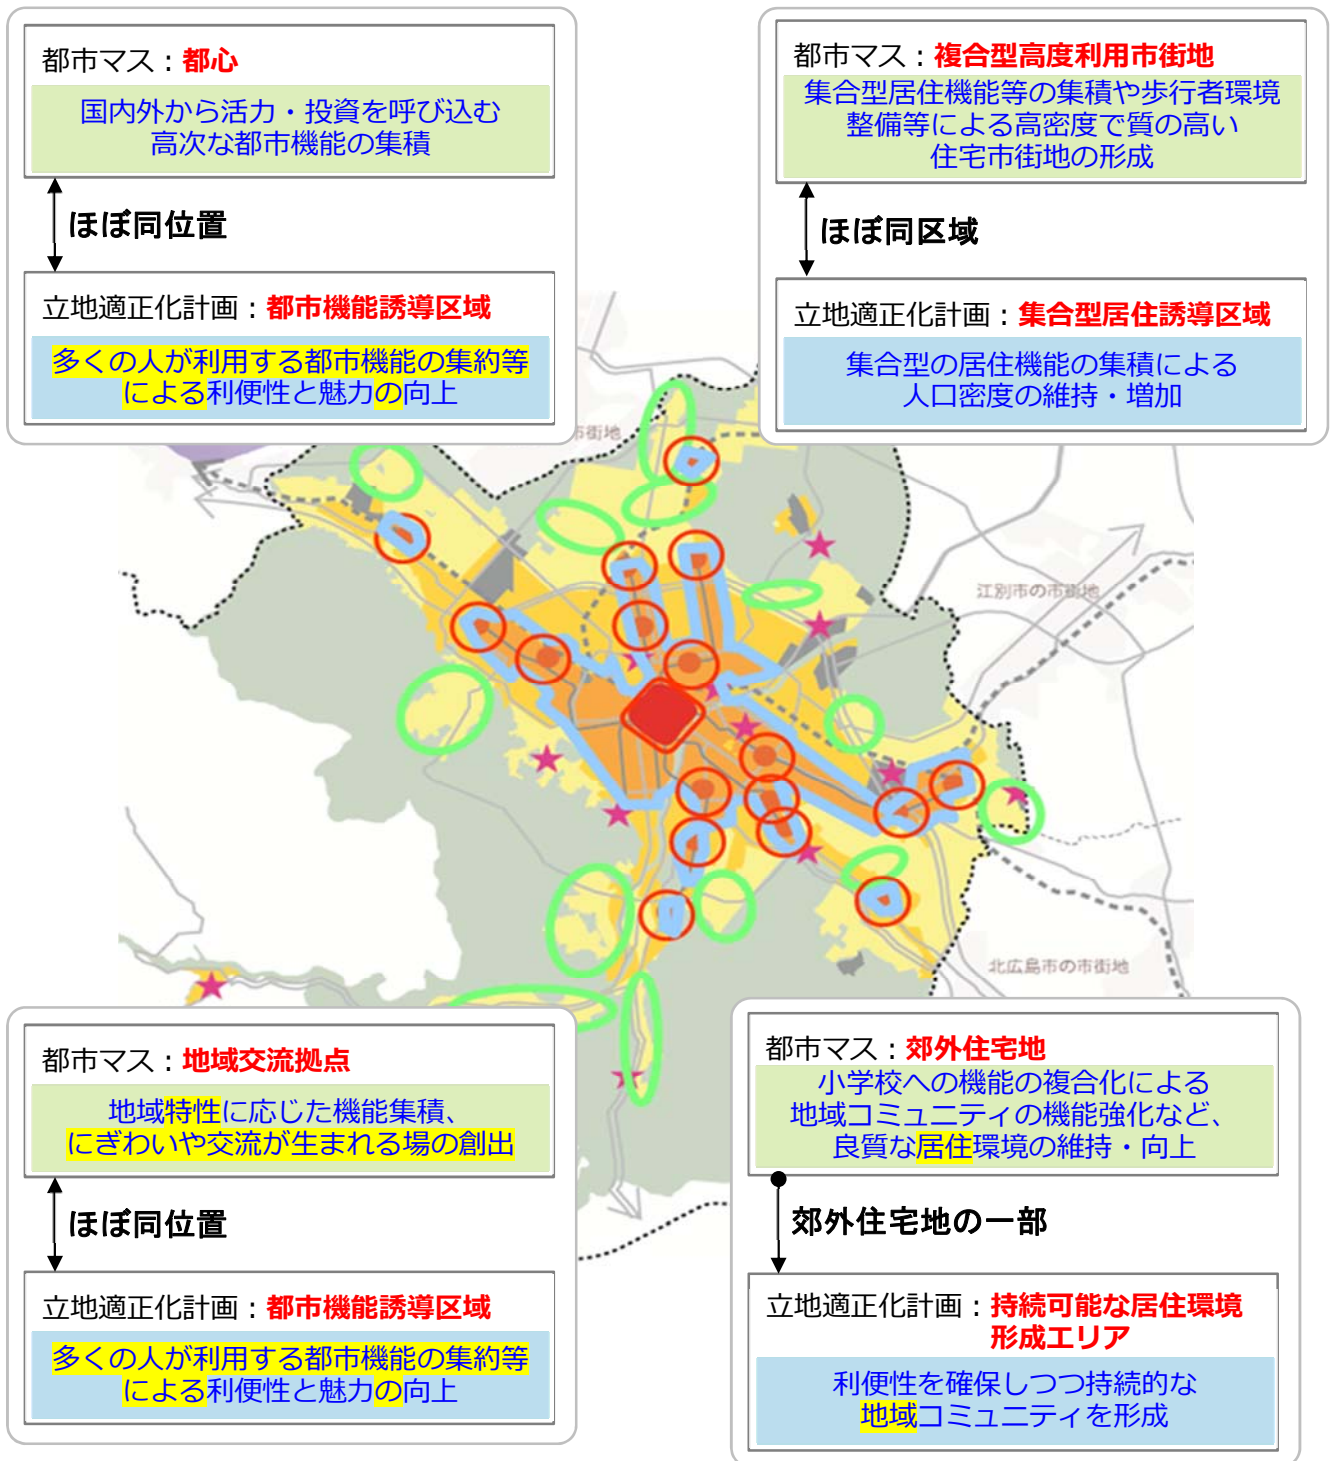 都市マス：都心
国内外から活力・投資を呼び込む
高次な都市機能の集積
ほぼ同位置
立地適正化計画：都市機能誘導区域
多くの人が利用する都市機能の集約等
による利便性と魅力の向上
都市マス：複合型高度利用市街地
集合型居住機能等の集積や歩行者環境
整備等による高密度で質の高い
住宅市街地の形成
ほぼ同区域
立地適正化計画：集合型居住誘導区域
集合型の居住機能の集積による
人口密度の維持・増加
市街地
江別市の市街地
北広島市の市街地
都市マス：地域交流拠点
地域特性に応じた機能集積、
にぎわいや交流が生まれる場の創出
ほぼ同位置
立地適正化計画：都市機能誘導区域
多くの人が利用する都市機能の集約等
による利便性と魅力の向上
都市マス：郊外住宅地
小学校への機能の複合化による
地域コミュニティの機能強化など、
良質な居住環境の維持・向上
郊外住宅地の一部
立地適正化計画：持続可能な居住環境
形成エリア
利便性を確保しつつ持続的な
地域コミュニティを形成